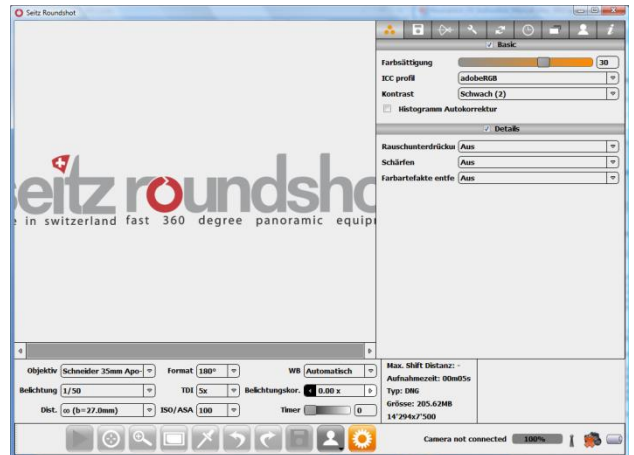 Seitz Roundshot
Basic
Farbsättigung 30
ICC profil adobeRGB
Kontrast Schwach (2)
Histogramm Autokorrektur
Details
Rauschunterdrücku Aus
Schärfen Aus
Farbartefakte entfe Aus
seitz roundsho
e in switzerland fast 360 degree panoramic equip
Objektiv Schneider 35mm Apo- Format 180° WB Automatisch
Belichtung 1/50 TDI 5x Belichtungskor. 0.00 x
Dist. ∞ (b=27.0mm) ISO/ASA 100 Timer 0
Max. Shift Distanz: -
Aufnahmezeit: 00m05s
Typ: DNG
Grösse: 205.62MB
14'294x7'500
Camera not connected 100%